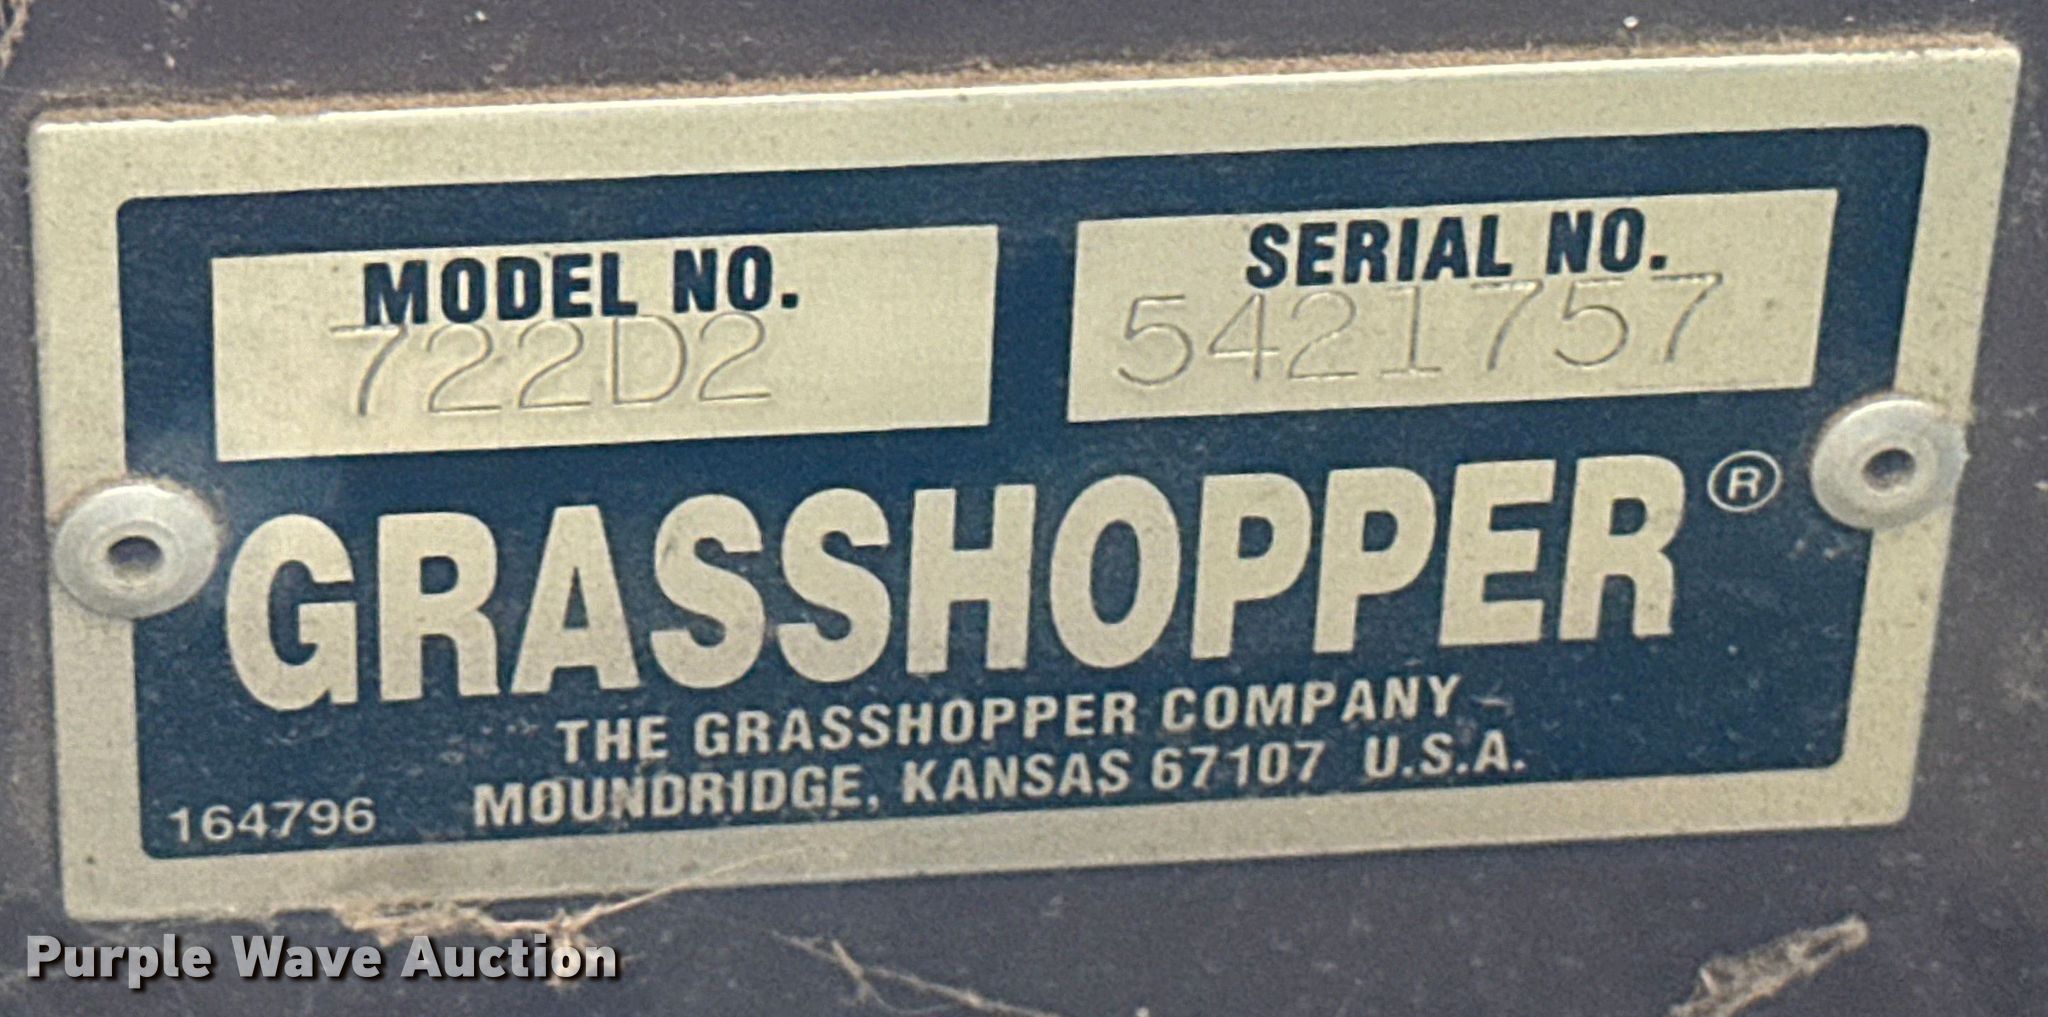 MODEL NO.
722D2
SERIAL NO.
5421757
GRASSHOPPER®
THE GRASSHOPPER COMPANY
MOUNDRIDGE, KANSAS 67107 U.S.A.
164796
Purple Wave Auction